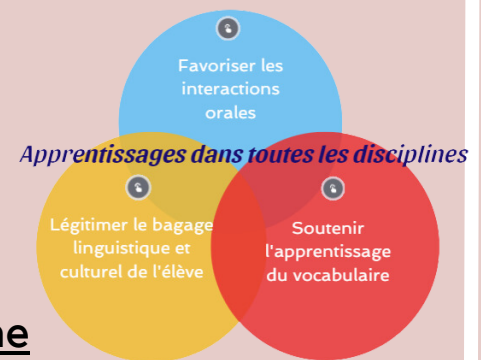 Favoriser les
interactions
orales
Apprentissages dans toutes les disciplines
Légitimer le bagage
linguistique et
culturel de l'élève
Soutenir
l'apprentissage
du vocabulaire